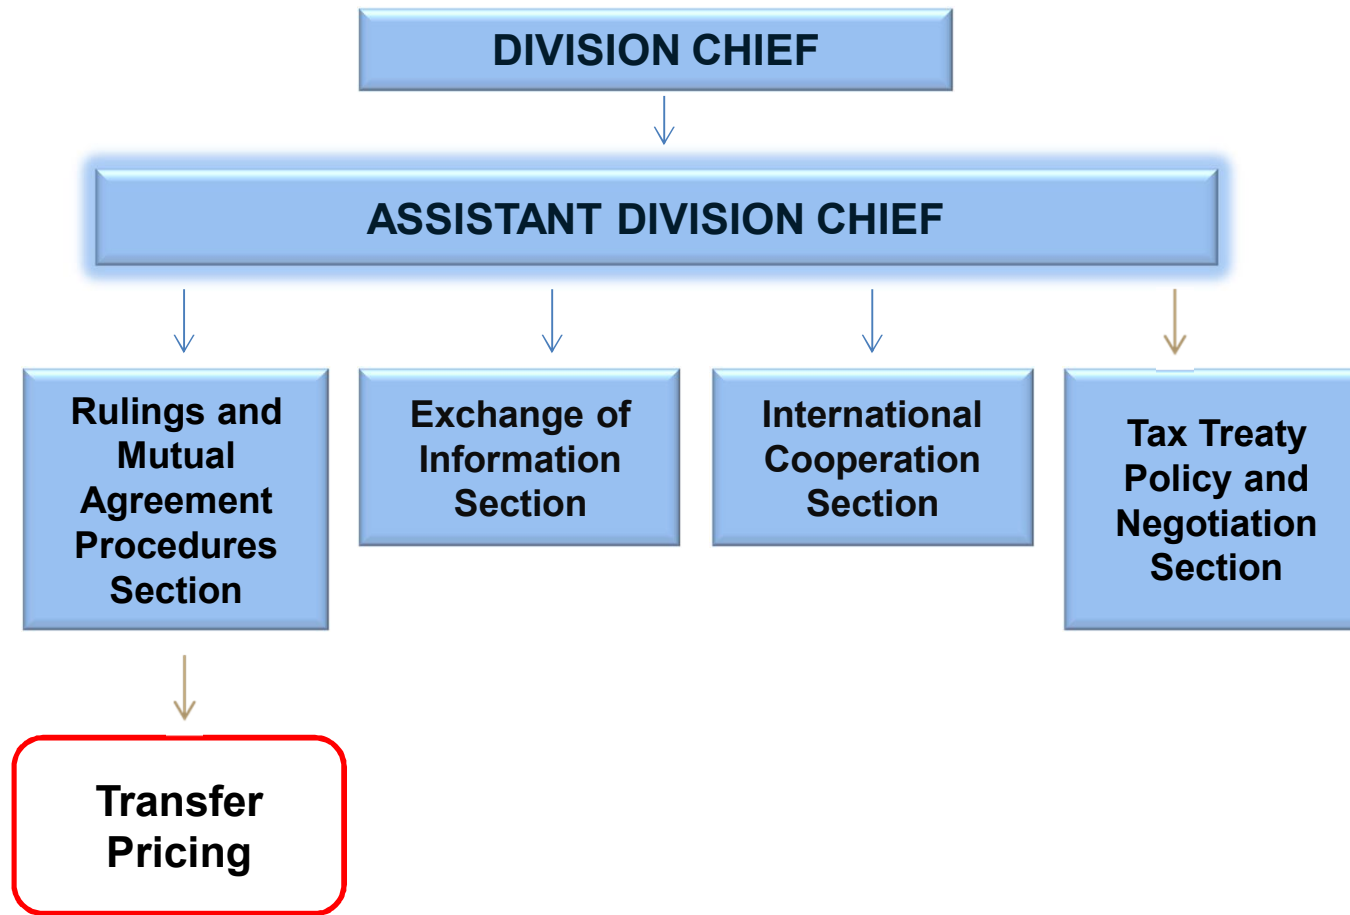 DIVISION CHIEF
ASSISTANT DIVISION CHIEF
Rulings and
Mutual
Agreement
Procedures
Section
Exchange of
Information
Section
International
Cooperation
Section
Tax Treaty
Policy and
Negotiation
Section
Transfer
Pricing